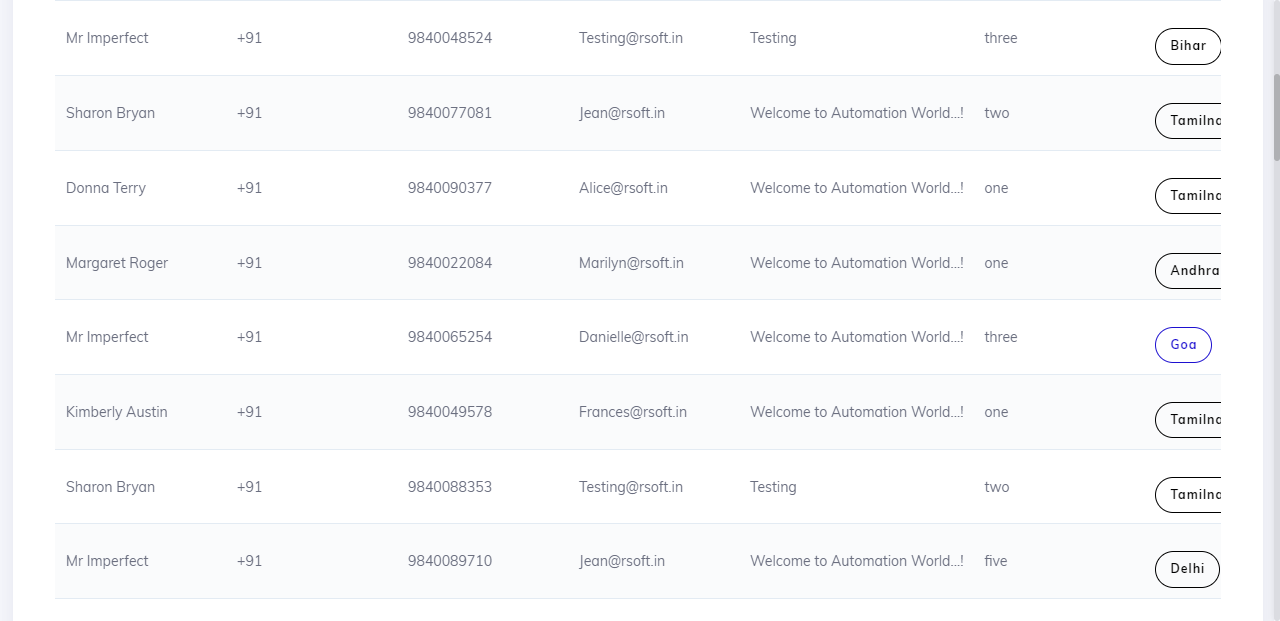 Mr Imperfect +91 9840048524 Testing@rsoft.in Testing three Bihar
Sharon Bryan +91 9840077081 Jean@rsoft.in Welcome to Automation World...! two Tamilna
Donna Terry +91 9840090377 Alice@rsoft.in Welcome to Automation World...! one Tamilna
Margaret Roger +91 9840022084 Marilyn@rsoft.in Welcome to Automation World...! one Andhra
Mr Imperfect +91 9840065254 Danielle@rsoft.in Welcome to Automation World...! three Goa
Kimberly Austin +91 9840049578 Frances@rsoft.in Welcome to Automation World...! one Tamilna
Sharon Bryan +91 9840088353 Testing@rsoft.in Testing two Tamilna
Mr Imperfect +91 9840089710 Jean@rsoft.in Welcome to Automation World...! five Delhi